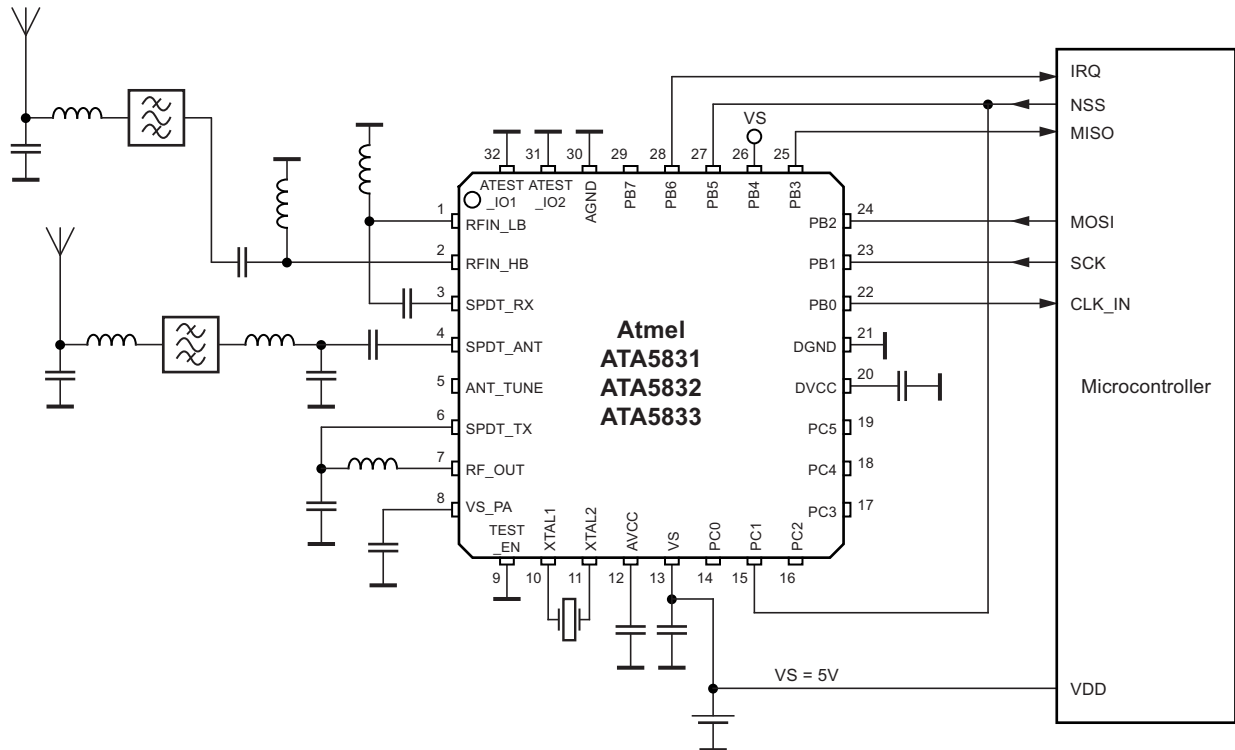 IRQ
NSS
MISO
MOSI
SCK
CLK_IN
Microcontroller
VDD
VS
VS = 5V
32
31
30
29
28
27
26
25
ATEST
_IO1
ATEST
_IO2
AGND
PB7
PB6
PB5
PB4
PB3
1
RFIN_LB
2
RFIN_HB
3
SPDT_RX
4
SPDT_ANT
5
ANT_TUNE
6
SPDT_TX
7
RF_OUT
8
VS_PA
Atmel
ATA5831
ATA5832
ATA5833
PB2
24
PB1
23
PB0
22
DGND
21
DVCC
20
PC5
19
PC4
18
PC3
17
TEST
_EN
XTAL1
XTAL2
AVCC
VS
PC0
PC1
PC2
9
10
11
12
13
14
15
16